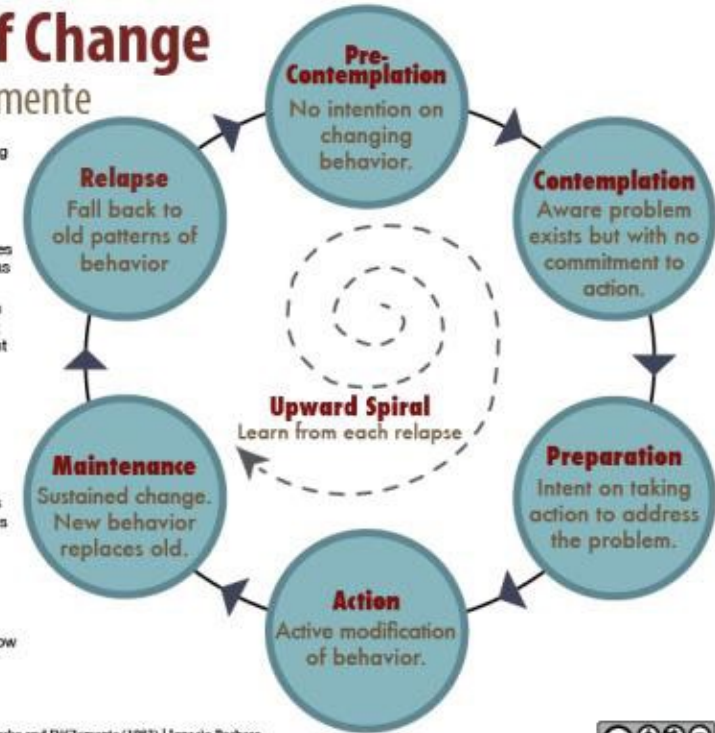 f Change
mente
Pre-
Contemplation
No intention on
changing
behavior.
Contemplation
Aware problem
exists but with no
commitment to
action.
Preparation
Intent on taking
action to address
the problem.
Action
Active modification
of behavior.
Maintenance
Sustained change.
New behavior
replaces old.
Relapse
Fall back to
old patterns of
behavior
Upward Spiral
Learn from each relapse